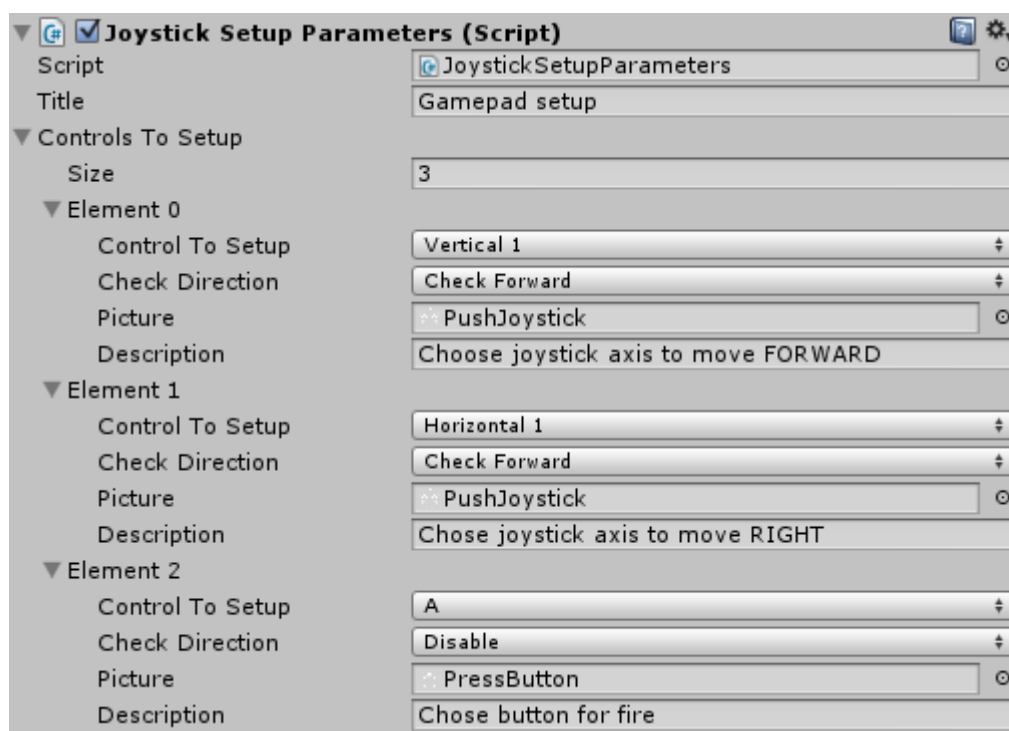 Joystick Setup Parameters (Script)
Script JoystickSetupParameters
Title Gamepad setup
Controls To Setup
Size 3
Element 0
Control To Setup Vertical 1
Check Direction Check Forward
Picture PushJoystick
Description Choose joystick axis to move FORWARD
Element 1
Control To Setup Horizontal 1
Check Direction Check Forward
Picture PushJoystick
Description Chose joystick axis to move RIGHT
Element 2
Control To Setup A
Check Direction Disable
Picture PressButton
Description Chose button for fire